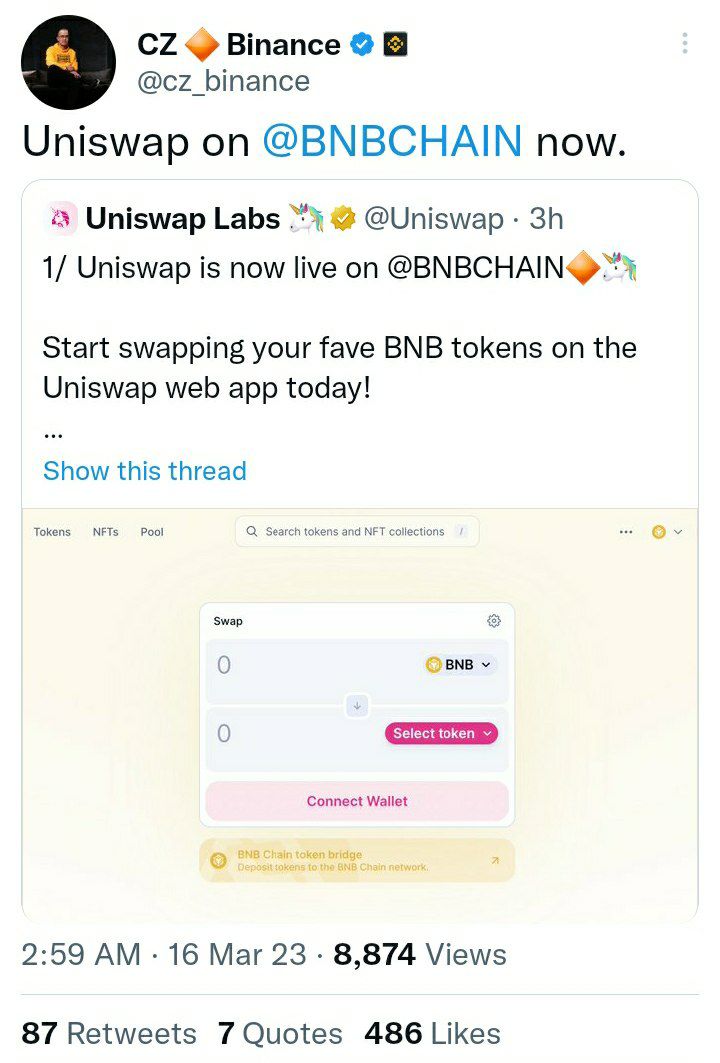 CZ 🔶 Binance
@cz_binance
Uniswap on @BNBCHAIN now.
Uniswap Labs 🦄 @Uniswap · 3h
1/ Uniswap is now live on @BNBCHAIN🔶🦄
Start swapping your fave BNB tokens on the
Uniswap web app today!
...
Show this thread
Tokens NFTs Pool Search tokens and NFT collections / ...
Swap
0 BNB
0 Select token
Connect Wallet
BNB Chain token bridge
Deposit tokens to the BNB Chain network.
2:59 AM · 16 Mar 23 · 8,874 Views
87 Retweets 7 Quotes 486 Likes